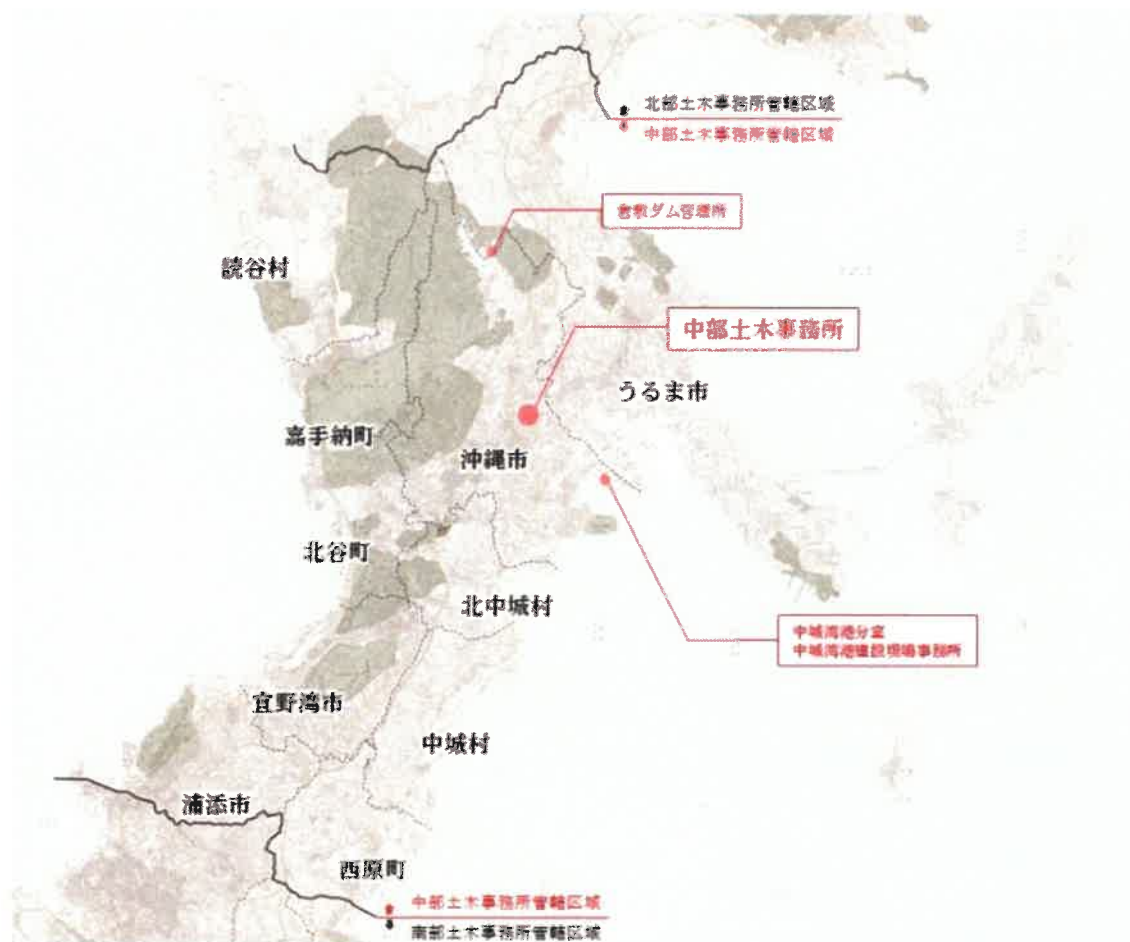 北部土木事務所管轄区域
中部土木事務所管轄区域
倉敷ダム管理所
読谷村
中部土木事務所
うるま市
嘉手納町
沖縄市
北谷町
北中城村
中城湾港分室
中城湾港建設現場事務所
宜野湾市
中城村
浦添市
西原町
中部土木事務所管轄区域
南部土木事務所管轄区域